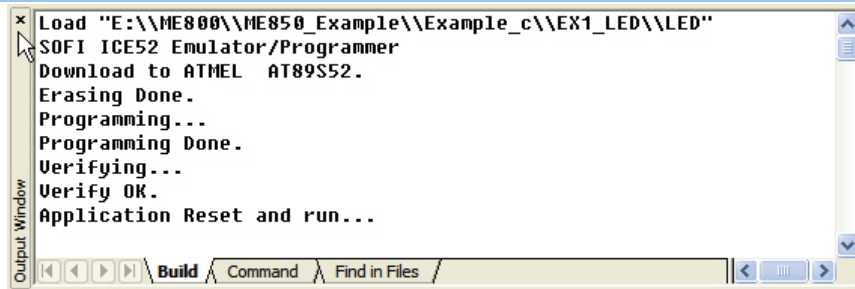 Load "E:\\ME800\\ME850_Example\\Example_c\\EX1_LED\\LED"
SOFI ICE52 Emulator/Programmer
Download to ATMEL  AT89S52.
Erasing Done.
Programming...
Programming Done.
Verifying...
Verify OK.
Application Reset and run...
Output Window
Build
Command
Find in Files